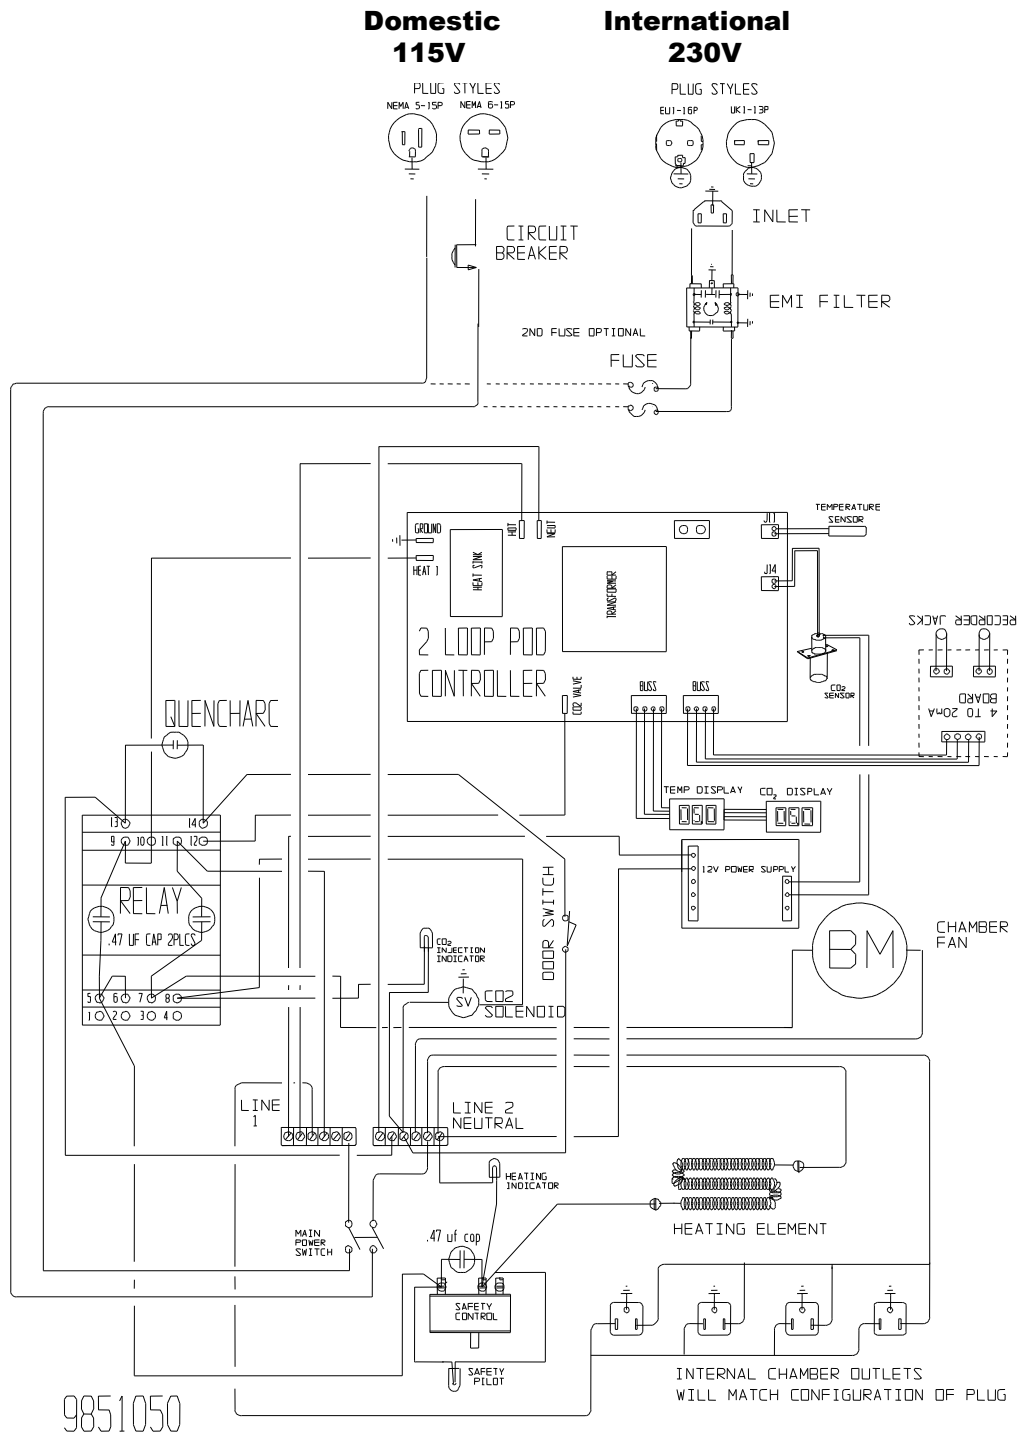 Domestic
115V
International
230V
PLUG STYLES
NEMA 5-15P
NEMA 6-15P
PLUG STYLES
EU1-16P
UK1-13P
INLET
CIRCUIT
BREAKER
EMI FILTER
2ND FUSE OPTIONAL
FUSE
GROUND
HEAT 1
HEAT SINK
HOT
NEUT
TRANSFORMER
J11
J14
TEMPERATURE
SENSOR
2 LOOP POD
CONTROLLER
CO2 VALVE
BUSS
BUSS
CO2
SENSOR
RECORDER JACKS
4 TO 20mA
BOARD
QUENCHARC
TEMP DISPLAY
CO2 DISPLAY
060
060
13
14
9
10
11
12
RELAY
.47 UF CAP 2PLCS
5
6
7
8
1
2
3
4
12V POWER SUPPLY
DOOR SWITCH
CO2
INJECTION
INDICATOR
SV
CO2
SOLENOID
BM
CHAMBER
FAN
LINE
1
LINE 2
NEUTRAL
HEATING
INDICATOR
HEATING ELEMENT
MAIN
POWER
SWITCH
.47 uf cap
SAFETY
CONTROL
SAFETY
PILOT
INTERNAL CHAMBER OUTLETS
WILL MATCH CONFIGURATION OF PLUG
9851050